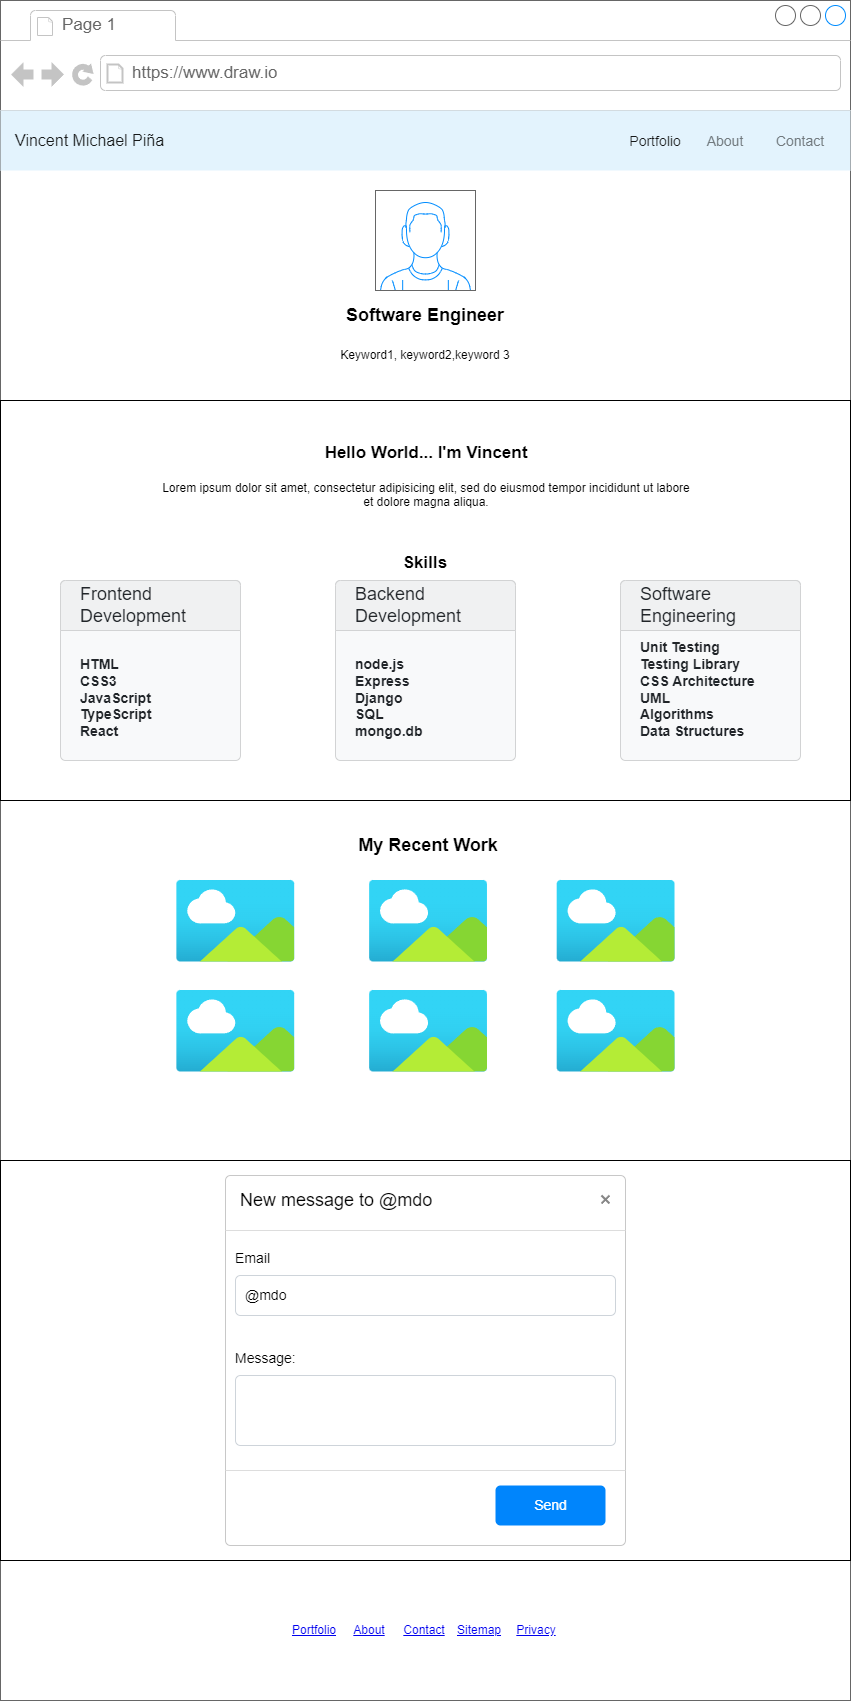 Page 1
https://www.draw.io
Vincent Michael Piña
Portfolio About Contact
Software Engineer
Keyword1, keyword2,keyword 3
Hello World... I'm Vincent
Lorem ipsum dolor sit amet, consectetur adipisicing elit, sed do eiusmod tempor incididunt ut labore
et dolore magna aliqua.
Skills
Frontend
Development
HTML
CSS3
JavaScript
TypeScript
React
Backend
Development
node.js
Express
Django
SQL
mongo.db
Software
Engineering
Unit Testing
Testing Library
CSS Architecture
UML
Algorithms
Data Structures
My Recent Work
New message to @mdo ×
Email
@mdo
Message:
Send
Portfolio About Contact Sitemap Privacy